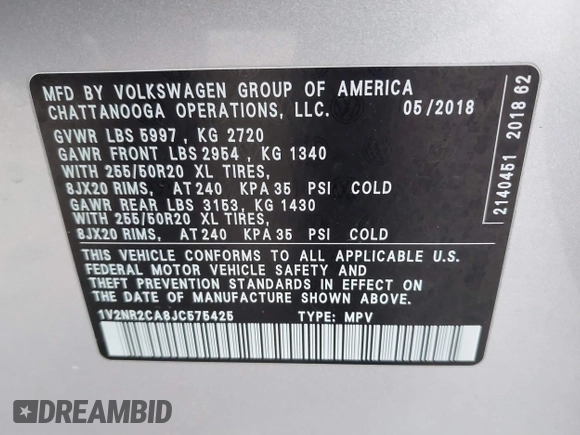 MFD BY VOLKSWAGEN GROUP OF AMERICA
CHATTANOOGA OPERATIONS, LLC. 05/2018
GVWR LBS 5997 , KG 2720
GAWR FRONT LBS 2954 , KG 1340
WITH 255/50R20 XL TIRES,
8JX20 RIMS, AT 240 KPA 35 PSI COLD
GAWR REAR LBS 3153, KG 1430
WITH 255/50R20 XL TIRES,
8JX20 RIMS, AT 240 KPA 35 PSI COLD
THIS VEHICLE CONFORMS TO ALL APPLICABLE U.S.
FEDERAL MOTOR VEHICLE SAFETY AND
THEFT PREVENTION STANDARDS IN EFFECT ON
THE DATE OF MANUFACTURE SHOWN ABOVE.
1V2NR2CA8JC575425 TYPE: MPV
2140451 2018 62
DREAMBID